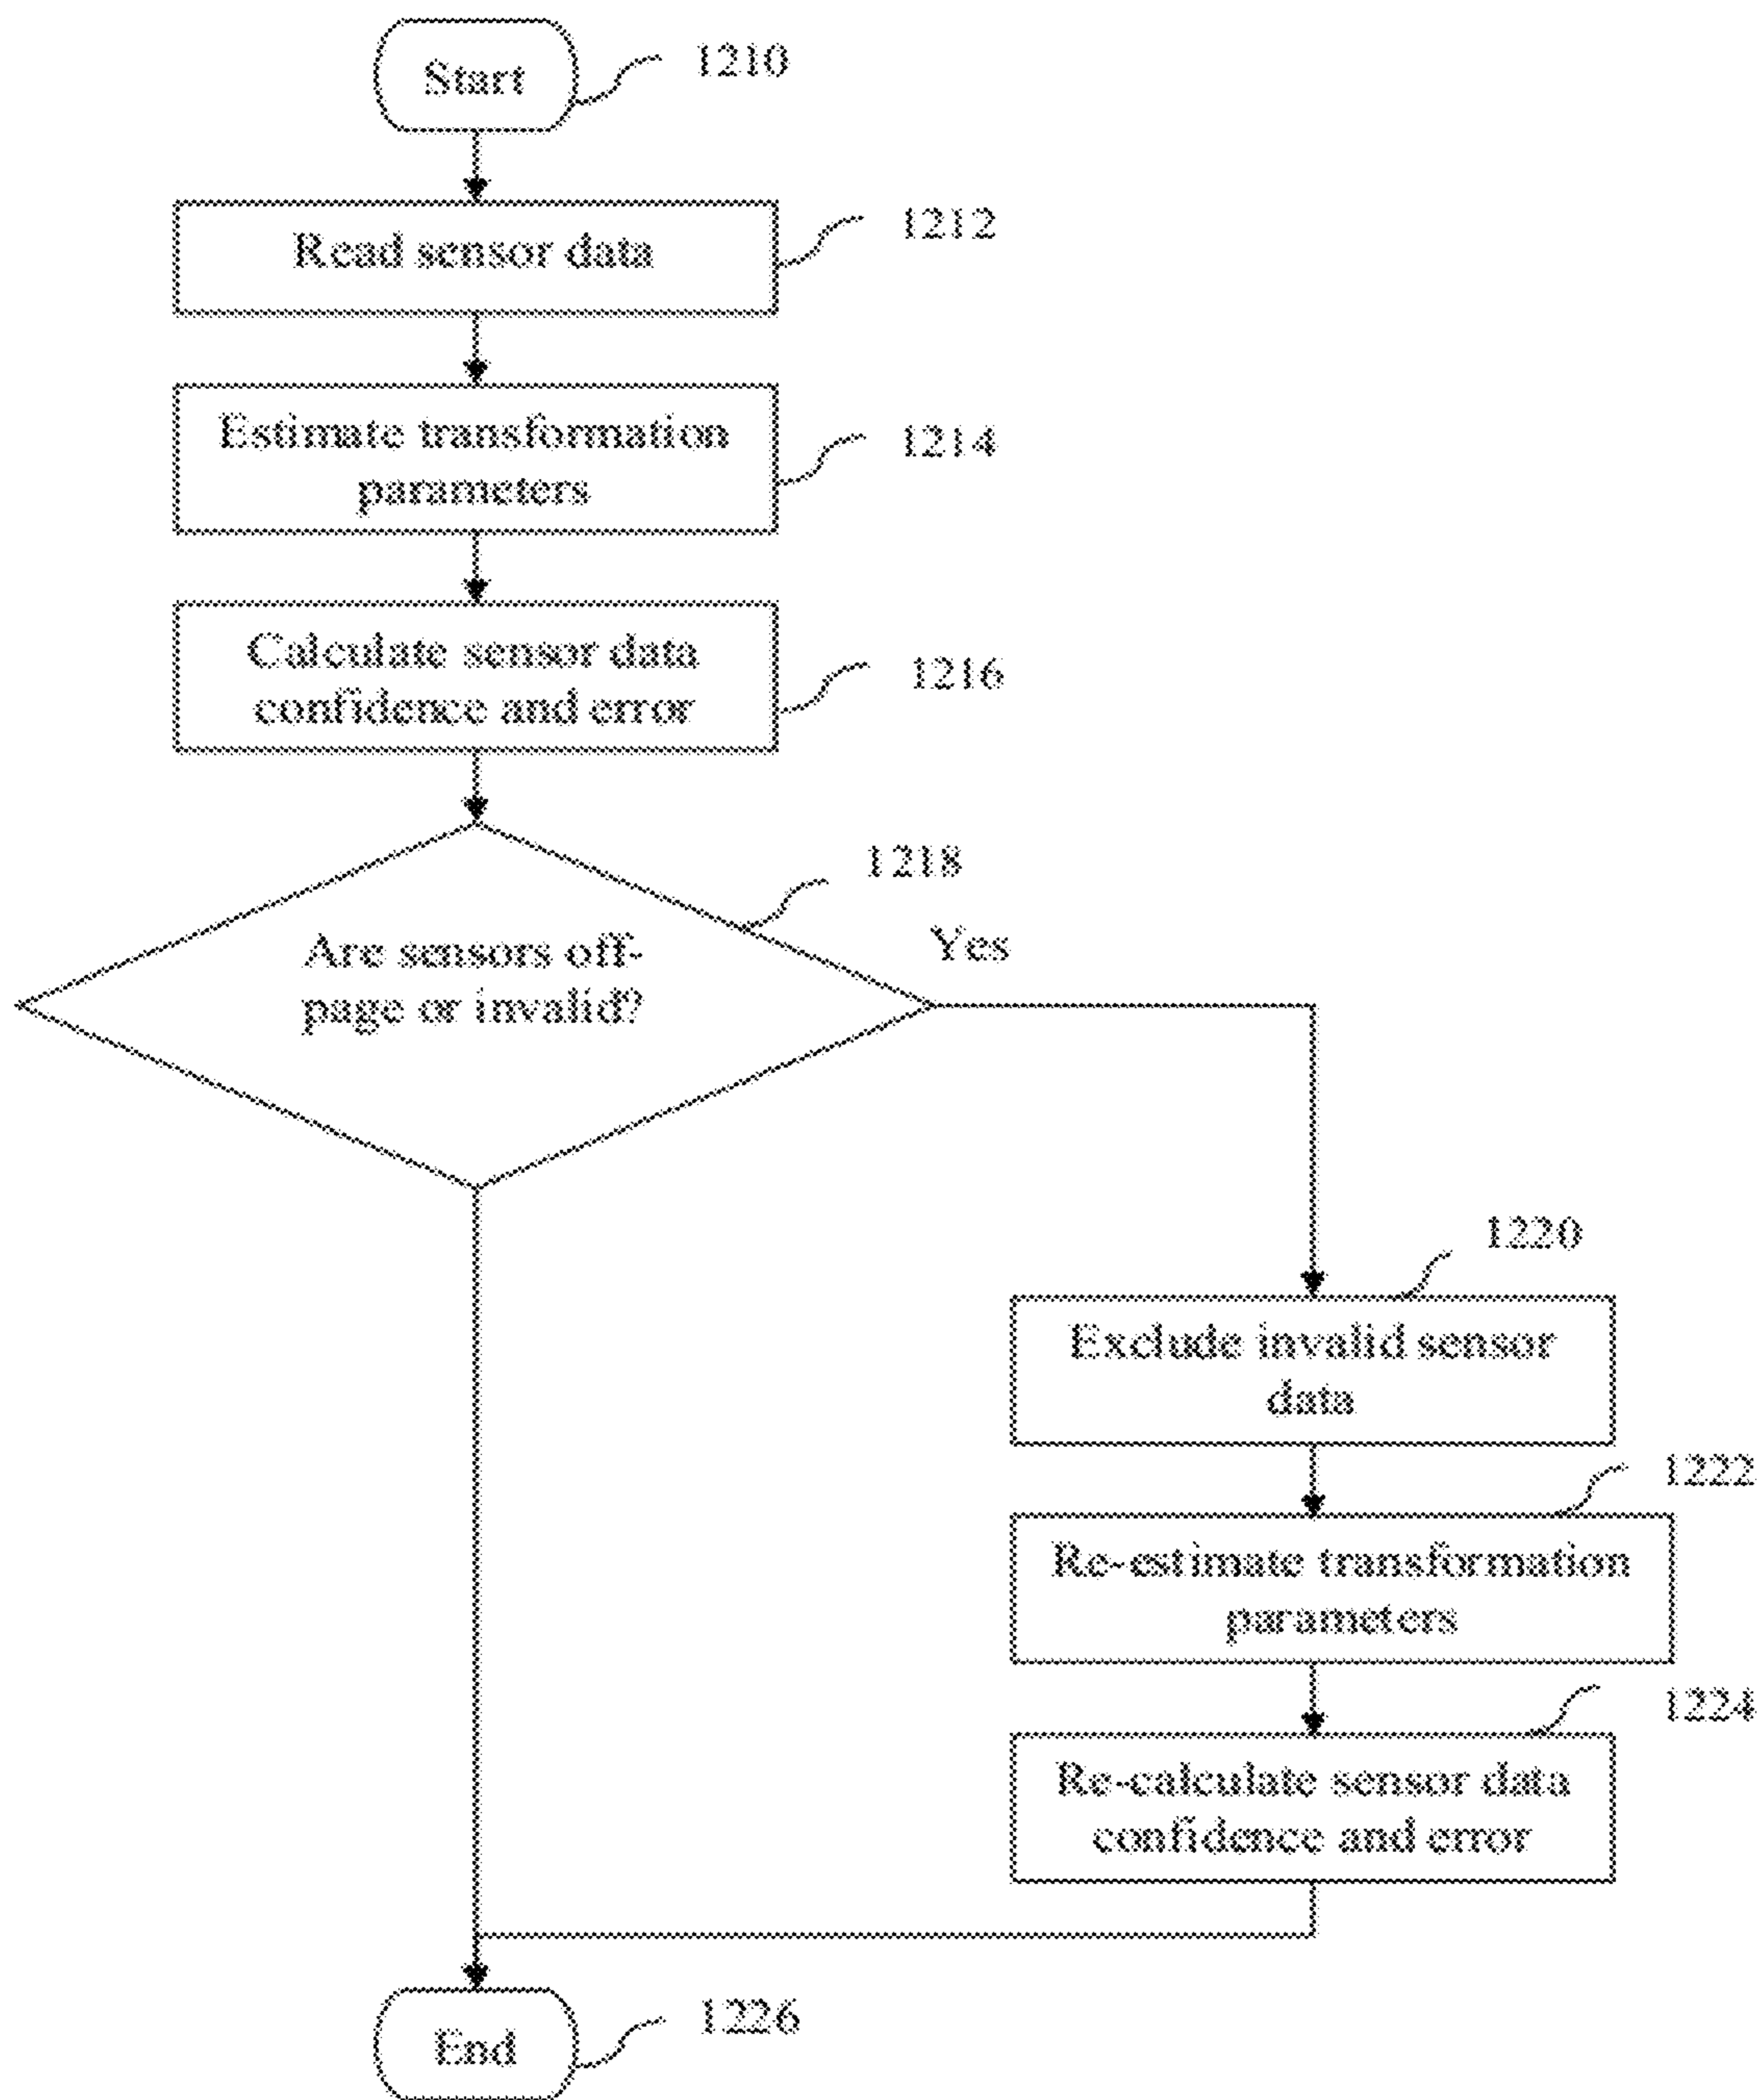 Start
1210
Read sensor data
1212
Estimate transformation
parameters
1214
Calculate sensor data
confidence and error
1216
1218
Are sensors off-
page or invalid?
Yes
1220
Exclude invalid sensor
data
1222
Re-estimate transformation
parameters
1224
Re-calculate sensor data
confidence and error
End
1226